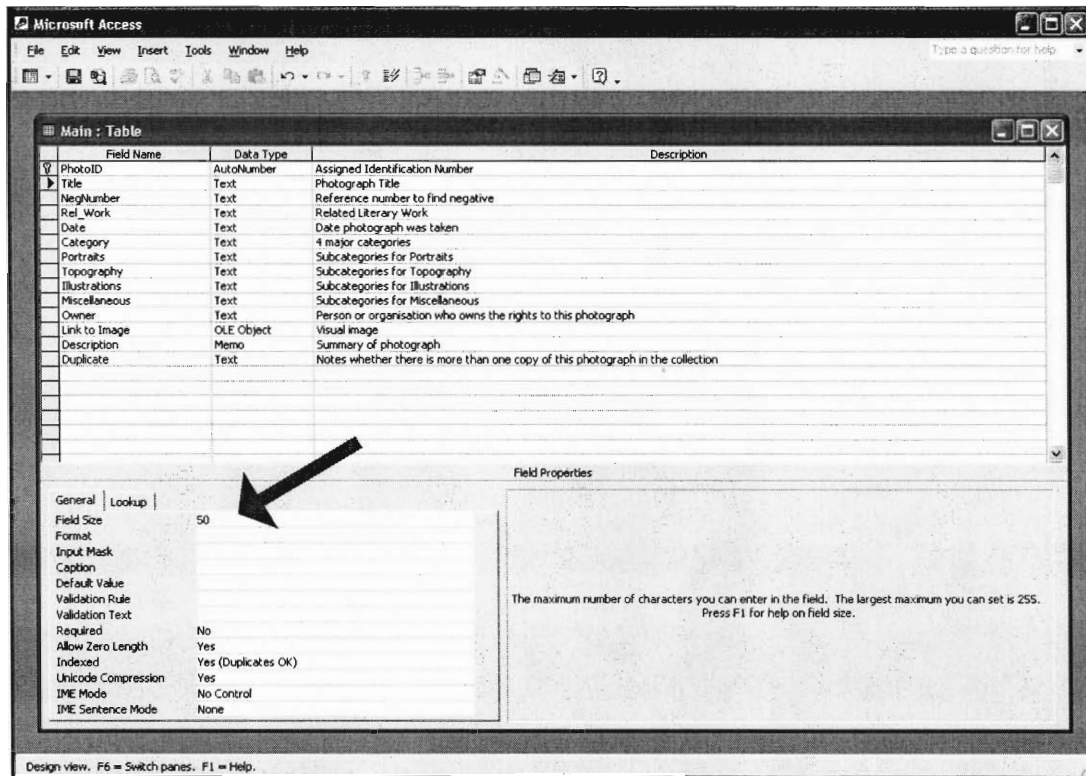 Microsoft Access
File Edit View Insert Tools Window Help Type a question for help
Main : Table
Field Name Data Type Description
PhotoID AutoNumber Assigned Identification Number
Title Text Photograph Title
NegNumber Text Reference number to find negative
Rel_Work Text Related Literary Work
Date Text Date photograph was taken
Category Text 4 major categories
Portraits Text Subcategories for Portraits
Topography Text Subcategories for Topography
Illustrations Text Subcategories for Illustrations
Miscellaneous Text Subcategories for Miscellaneous
Owner Text Person or organisation who owns the rights to this photograph
Link to Image OLE Object Visual image
Description Memo Summary of photograph
Duplicate Text Notes whether there is more than one copy of this photograph in the collection
Field Properties
General Lookup
Field Size 50
Format
Input Mask
Caption
Default Value
Validation Rule
Validation Text
Required No
Allow Zero Length Yes
Indexed Yes (Duplicates OK)
Unicode Compression Yes
IME Mode No Control
IME Sentence Mode None
The maximum number of characters you can enter in the field. The largest maximum you can set is 255.
Press F1 for help on field size.
Design view. F6 = Switch panes. F1 = Help.